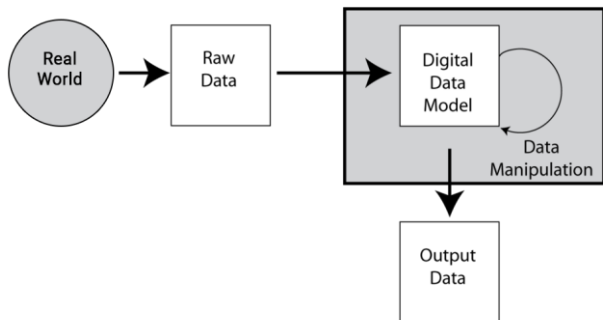 Real
World
Raw
Data
Digital
Data
Model
Data
Manipulation
Output
Data